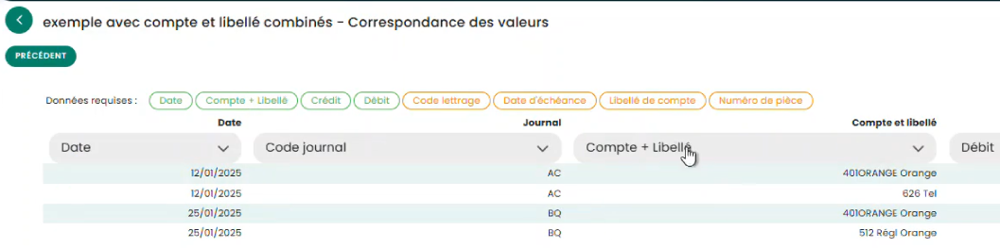 exemple avec compte et libellé combinés - Correspondance des valeurs
PRÉCÉDENT
Données requises : Date Compte + Libellé Crédit Débit Code lettrage Date d'échéance Libellé de compte Numéro de pièce
Date Journal Compte et libellé
Date Code journal Compte + Libellé Débit
12/01/2025 AC 401ORANGE Orange
12/01/2025 AC 626 Tel
25/01/2025 BQ 401ORANGE Orange
25/01/2025 BQ 512 Régl Orange